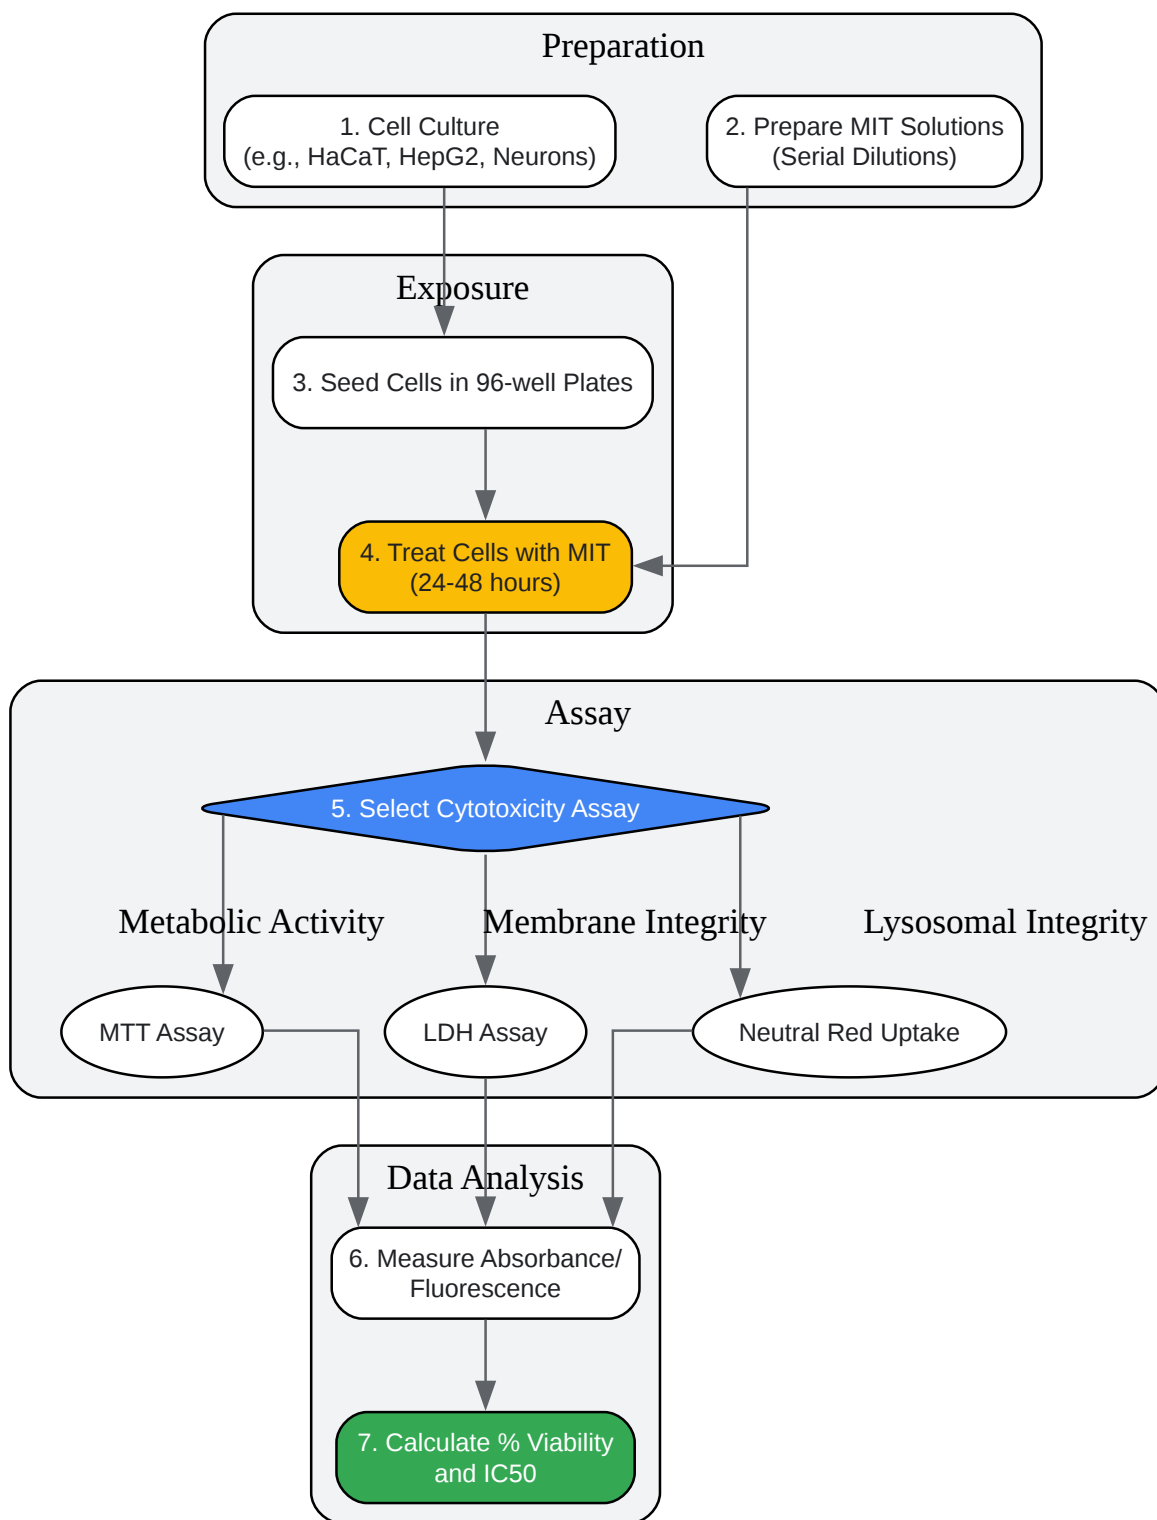 Preparation
1. Cell Culture
(e.g., HaCaT, HepG2, Neurons)
2. Prepare MIT Solutions
(Serial Dilutions)
Exposure
3. Seed Cells in 96-well Plates
4. Treat Cells with MIT
(24-48 hours)
Assay
5. Select Cytotoxicity Assay
Metabolic Activity
Membrane Integrity
Lysosomal Integrity
MTT Assay
LDH Assay
Neutral Red Uptake
Data Analysis
6. Measure Absorbance/
Fluorescence
7. Calculate % Viability
and IC50